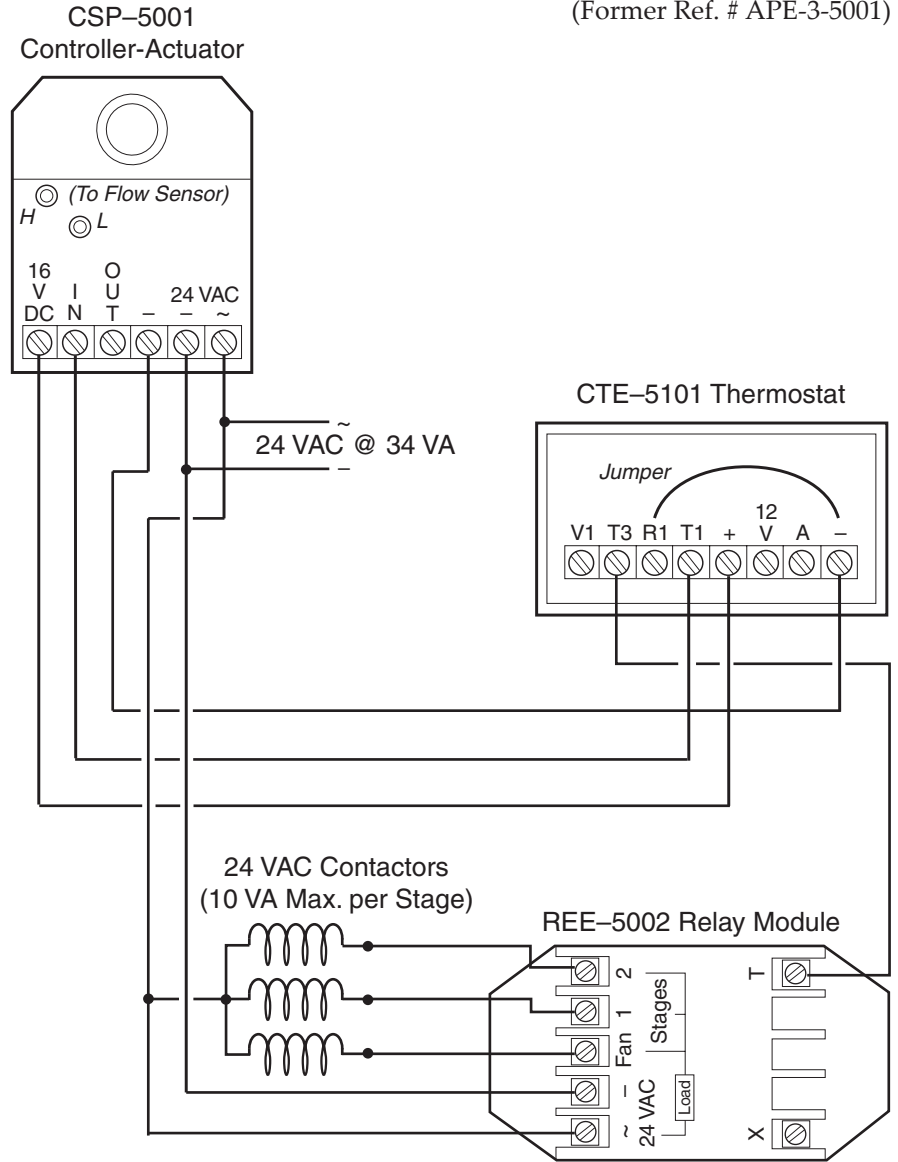 (Former Ref. # APE-3-5001)
CSP–5001
Controller-Actuator
(To Flow Sensor)
H
L
16 V DC
IN
OUT
–
24 VAC
– ~
~
24 VAC @ 34 VA
–
CTE–5101 Thermostat
Jumper
V1 T3 R1 T1 + 12 V A –
24 VAC Contactors
(10 VA Max. per Stage)
REE–5002 Relay Module
2
1
Fan
Stages
–
~
24 VAC
Load
T
X